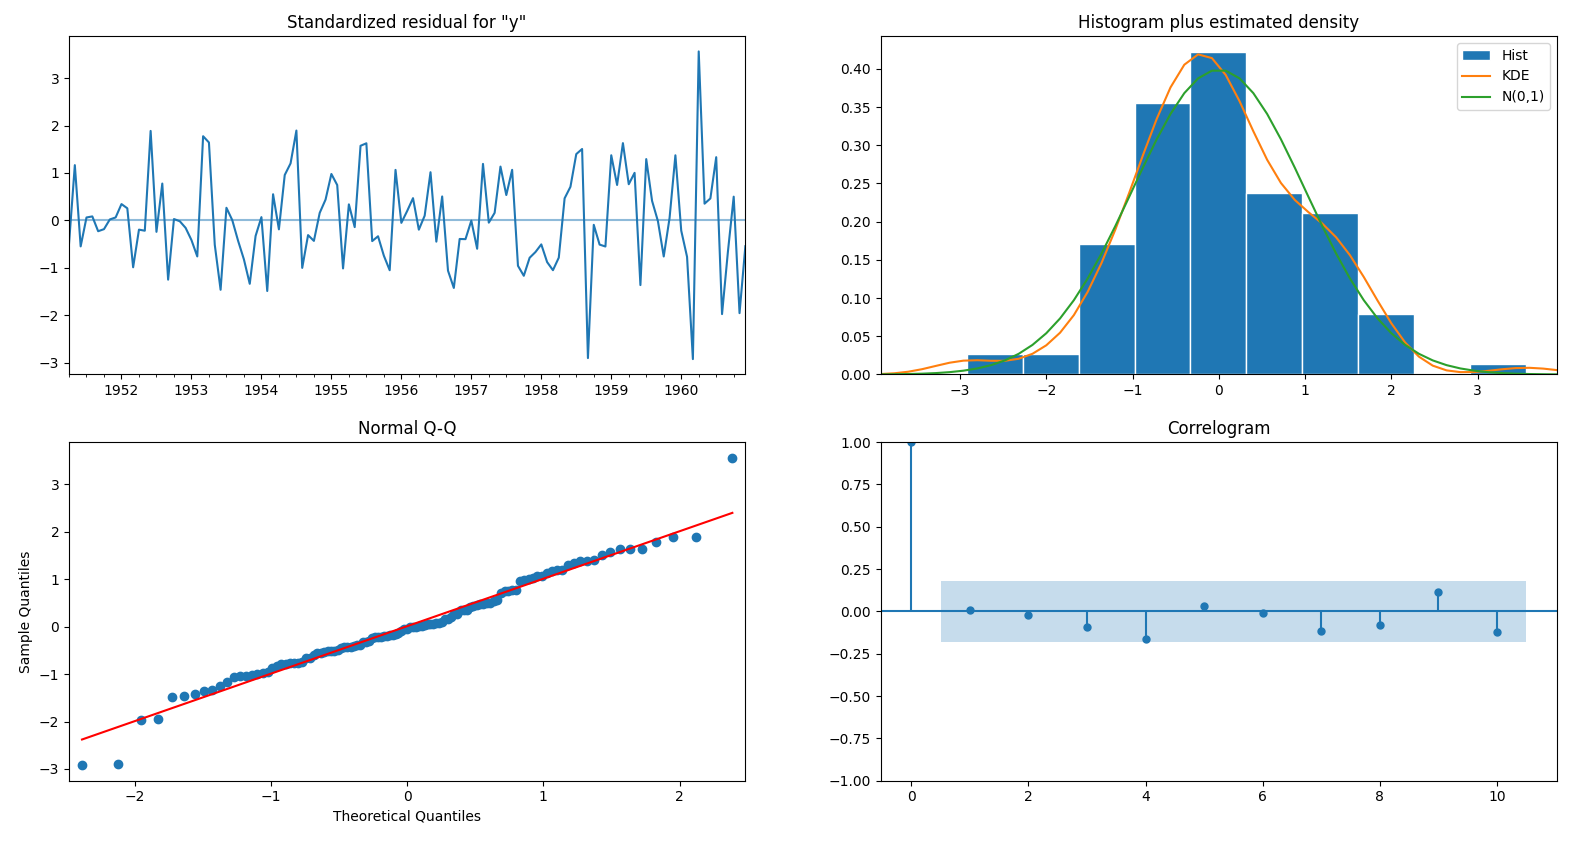 Standardized residual for "y"
3
2
1
0
−1
−2
−3
1952 1953 1954 1955 1956 1957 1958 1959 1960
Histogram plus estimated density
Hist
KDE
N(0,1)
0.40
0.35
0.30
0.25
0.20
0.15
0.10
0.05
0.00
−3 −2 −1 0 1 2 3
Normal Q-Q
Sample Quantiles
3
2
1
0
−1
−2
−3
−2 −1 0 1 2
Theoretical Quantiles
Correlogram
1.00
0.75
0.50
0.25
0.00
−0.25
−0.50
−0.75
−1.00
0 2 4 6 8 10